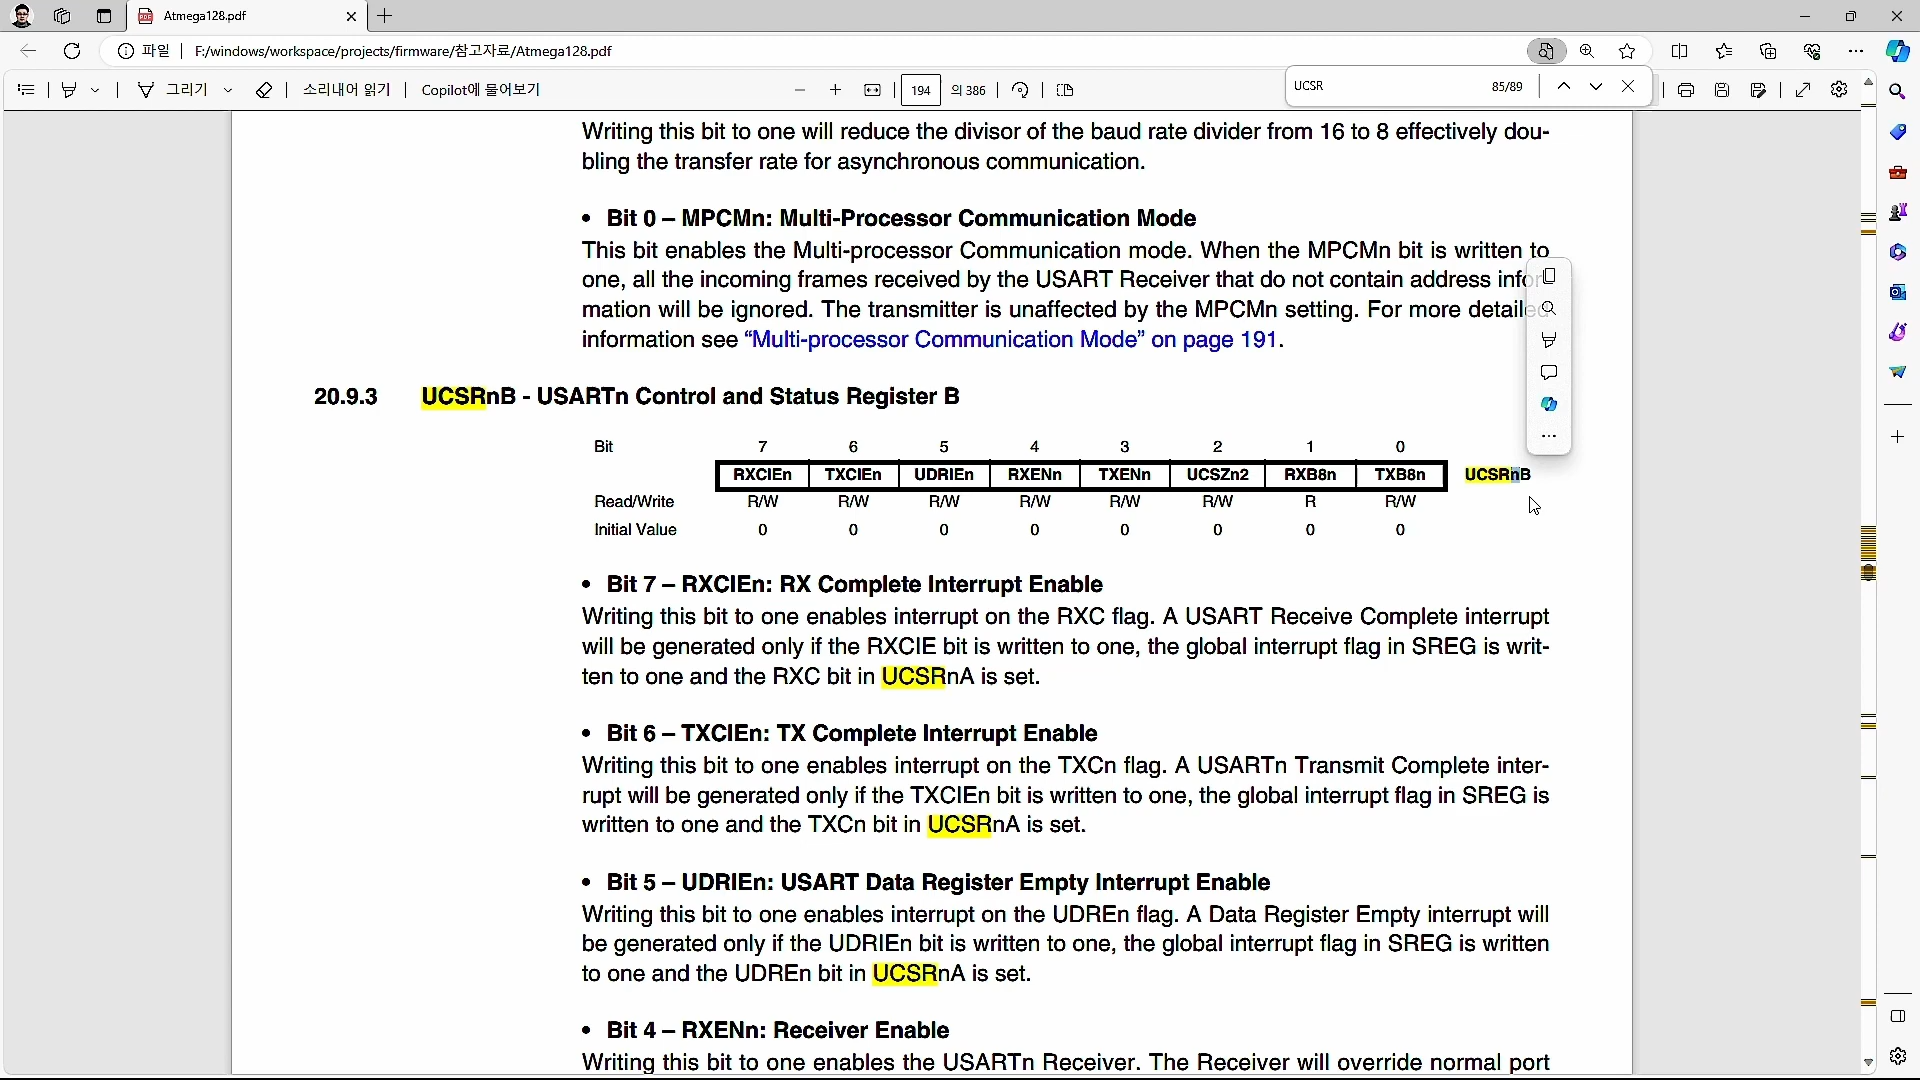 Atmega128.pdf
파일 F:/windows/workspace/projects/firmware/참고자료/Atmega128.pdf
그리기 소리내어 읽기 Copilot에 물어보기 194 의 386 UCSR 85/89
Writing this bit to one will reduce the divisor of the baud rate divider from 16 to 8 effectively dou-
bling the transfer rate for asynchronous communication.
• Bit 0 – MPCMn: Multi-Processor Communication Mode
This bit enables the Multi-processor Communication mode. When the MPCMn bit is written to
one, all the incoming frames received by the USART Receiver that do not contain address infor-
mation will be ignored. The transmitter is unaffected by the MPCMn setting. For more detailed
information see “Multi-processor Communication Mode” on page 191.
20.9.3 UCSRnB - USARTn Control and Status Register B
Bit 7 6 5 4 3 2 1 0
RXCIEn TXCIEn UDRIEn RXENn TXENn UCSZn2 RXB8n TXB8n UCSRnB
Read/Write R/W R/W R/W R/W R/W R/W R R/W
Initial Value 0 0 0 0 0 0 0 0
• Bit 7 – RXCIEn: RX Complete Interrupt Enable
Writing this bit to one enables interrupt on the RXC flag. A USART Receive Complete interrupt
will be generated only if the RXCIE bit is written to one, the global interrupt flag in SREG is writ-
ten to one and the RXC bit in UCSRnA is set.
• Bit 6 – TXCIEn: TX Complete Interrupt Enable
Writing this bit to one enables interrupt on the TXCn flag. A USARTn Transmit Complete inter-
rupt will be generated only if the TXCIEn bit is written to one, the global interrupt flag in SREG is
written to one and the TXCn bit in UCSRnA is set.
• Bit 5 – UDRIEn: USART Data Register Empty Interrupt Enable
Writing this bit to one enables interrupt on the UDREn flag. A Data Register Empty interrupt will
be generated only if the UDRIEn bit is written to one, the global interrupt flag in SREG is written
to one and the UDREn bit in UCSRnA is set.
• Bit 4 – RXENn: Receiver Enable
Writing this bit to one enables the USARTn Receiver. The Receiver will override normal port